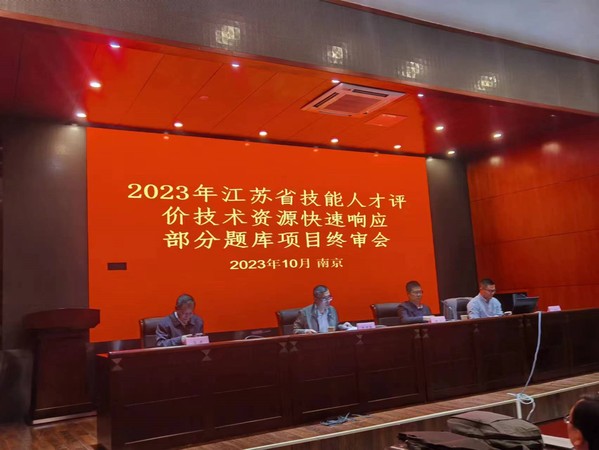 2023年江苏省技能人才评
价技术资源快速响应
部分题库项目终审会
2023年10月 南京